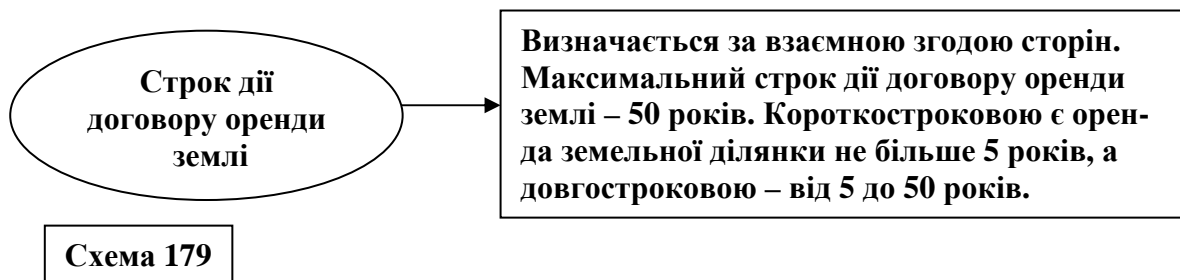 Строк дії
договору оренди
землі
Визначається за взаємною згодою сторін.
Максимальний строк дії договору оренди
землі – 50 років. Короткостроковою є орен-
да земельної ділянки не більше 5 років, а
довгостроковою – від 5 до 50 років.
Схема 179